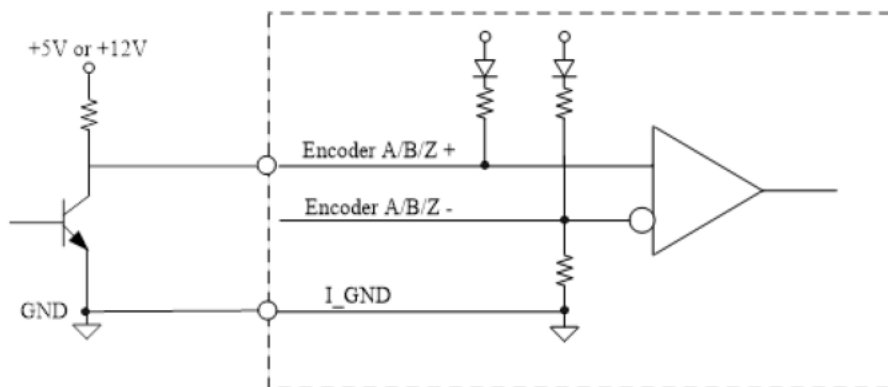 +5V or +12V
Encoder A/B/Z +
Encoder A/B/Z -
I_GND
GND